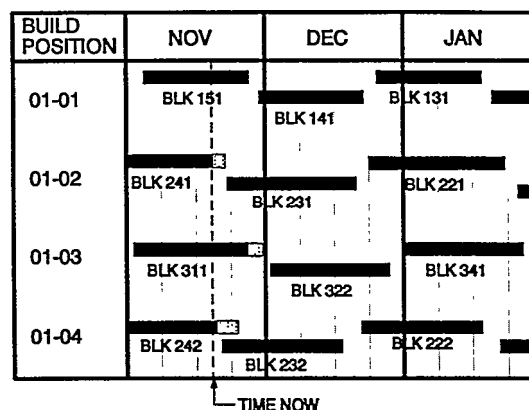 BUILD
POSITION
NOV
DEC
JAN
01-01
BLK 151
BLK 141
BLK 131
01-02
BLK 241
BLK 231
BLK 221
01-03
BLK 311
BLK 322
BLK 341
01-04
BLK 242
BLK 232
BLK 222
TIME NOW